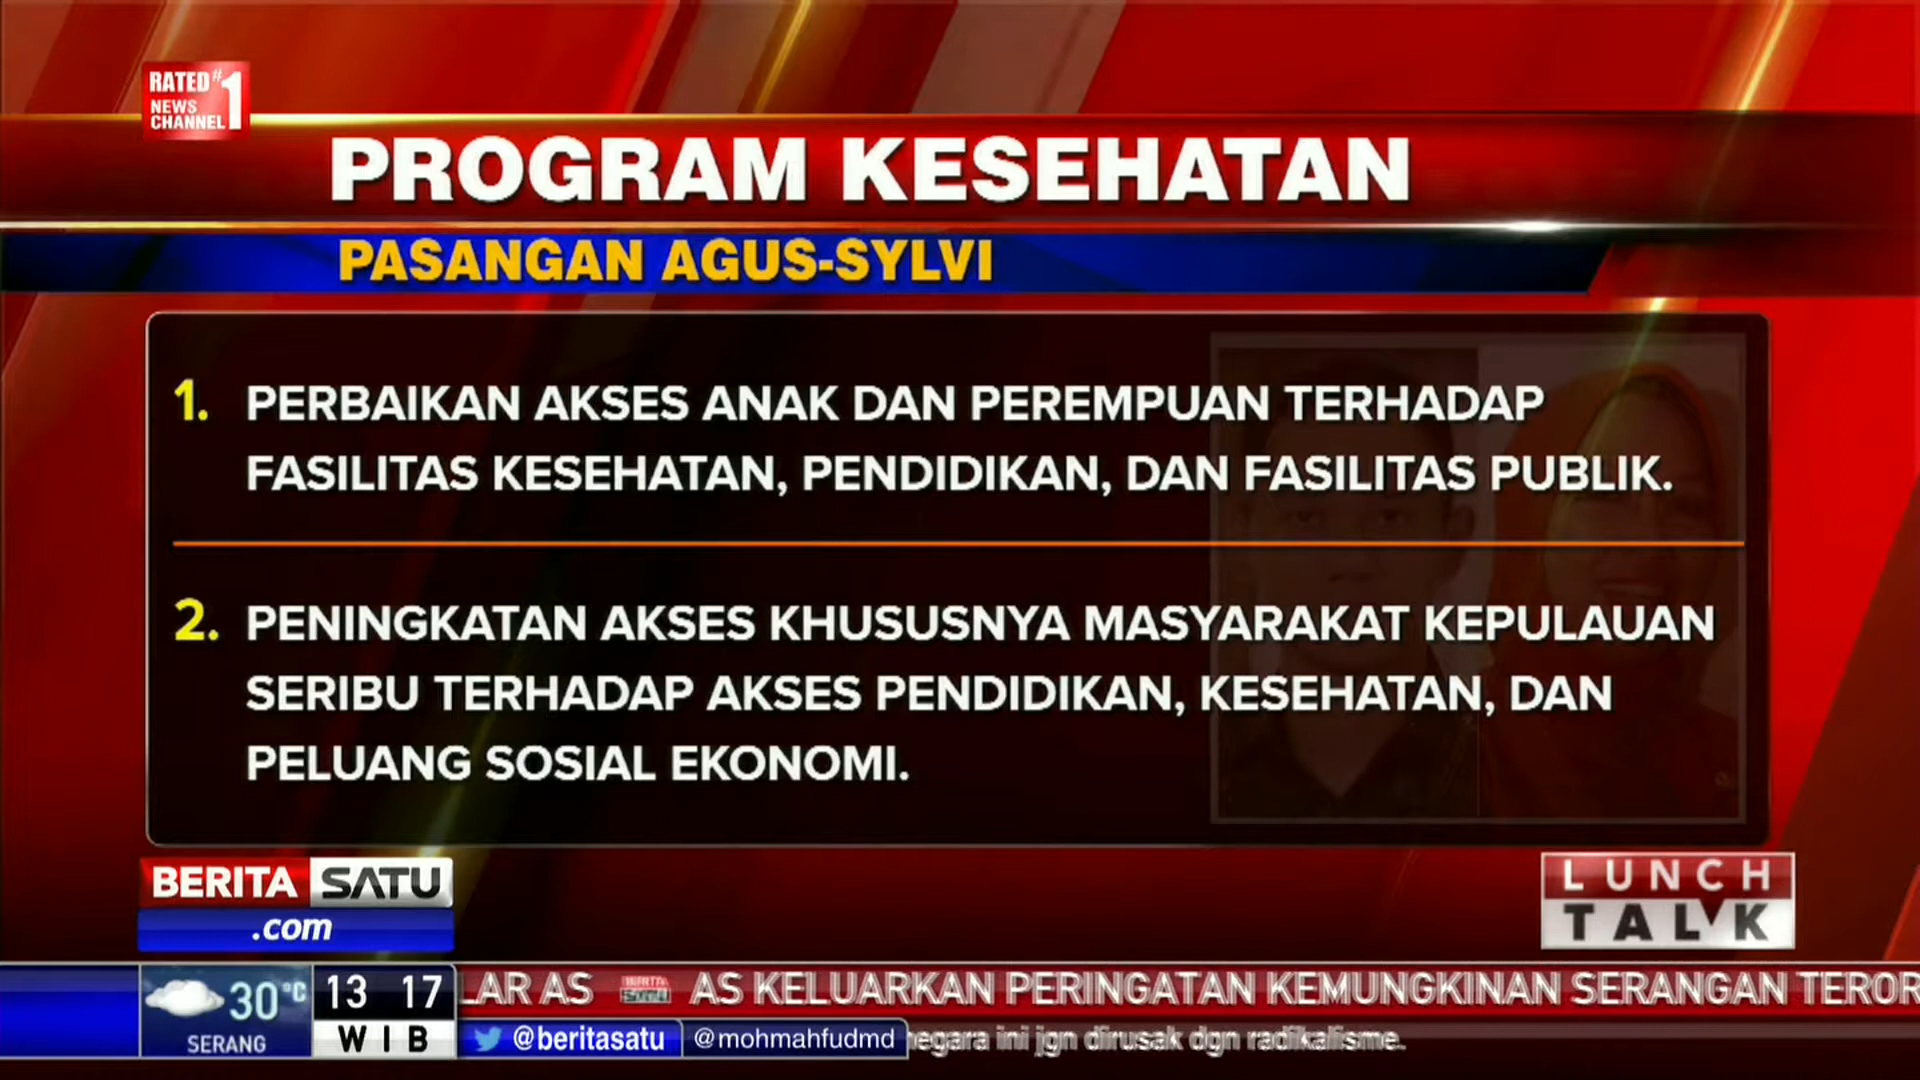 RATED #1
NEWS
CHANNEL
PROGRAM KESEHATAN
PASANGAN AGUS-SYLVI
1. PERBAIKAN AKSES ANAK DAN PEREMPUAN TERHADAP
FASILITAS KESEHATAN, PENDIDIKAN, DAN FASILITAS PUBLIK.
2. PENINGKATAN AKSES KHUSUSNYA MASYARAKAT KEPULAUAN
SERIBU TERHADAP AKSES PENDIDIKAN, KESEHATAN, DAN
PELUANG SOSIAL EKONOMI.
BERITA SATU
.com
LUNCH
TALK
30°C
SERANG
13 17
WIB
LAR AS BERITA SATU AS KELUARKAN PERINGATAN KEMUNGKINAN SERANGAN TEROR
@beritasatu @mohmahfudmd negara ini jgn dirusak dgn radikalisme.